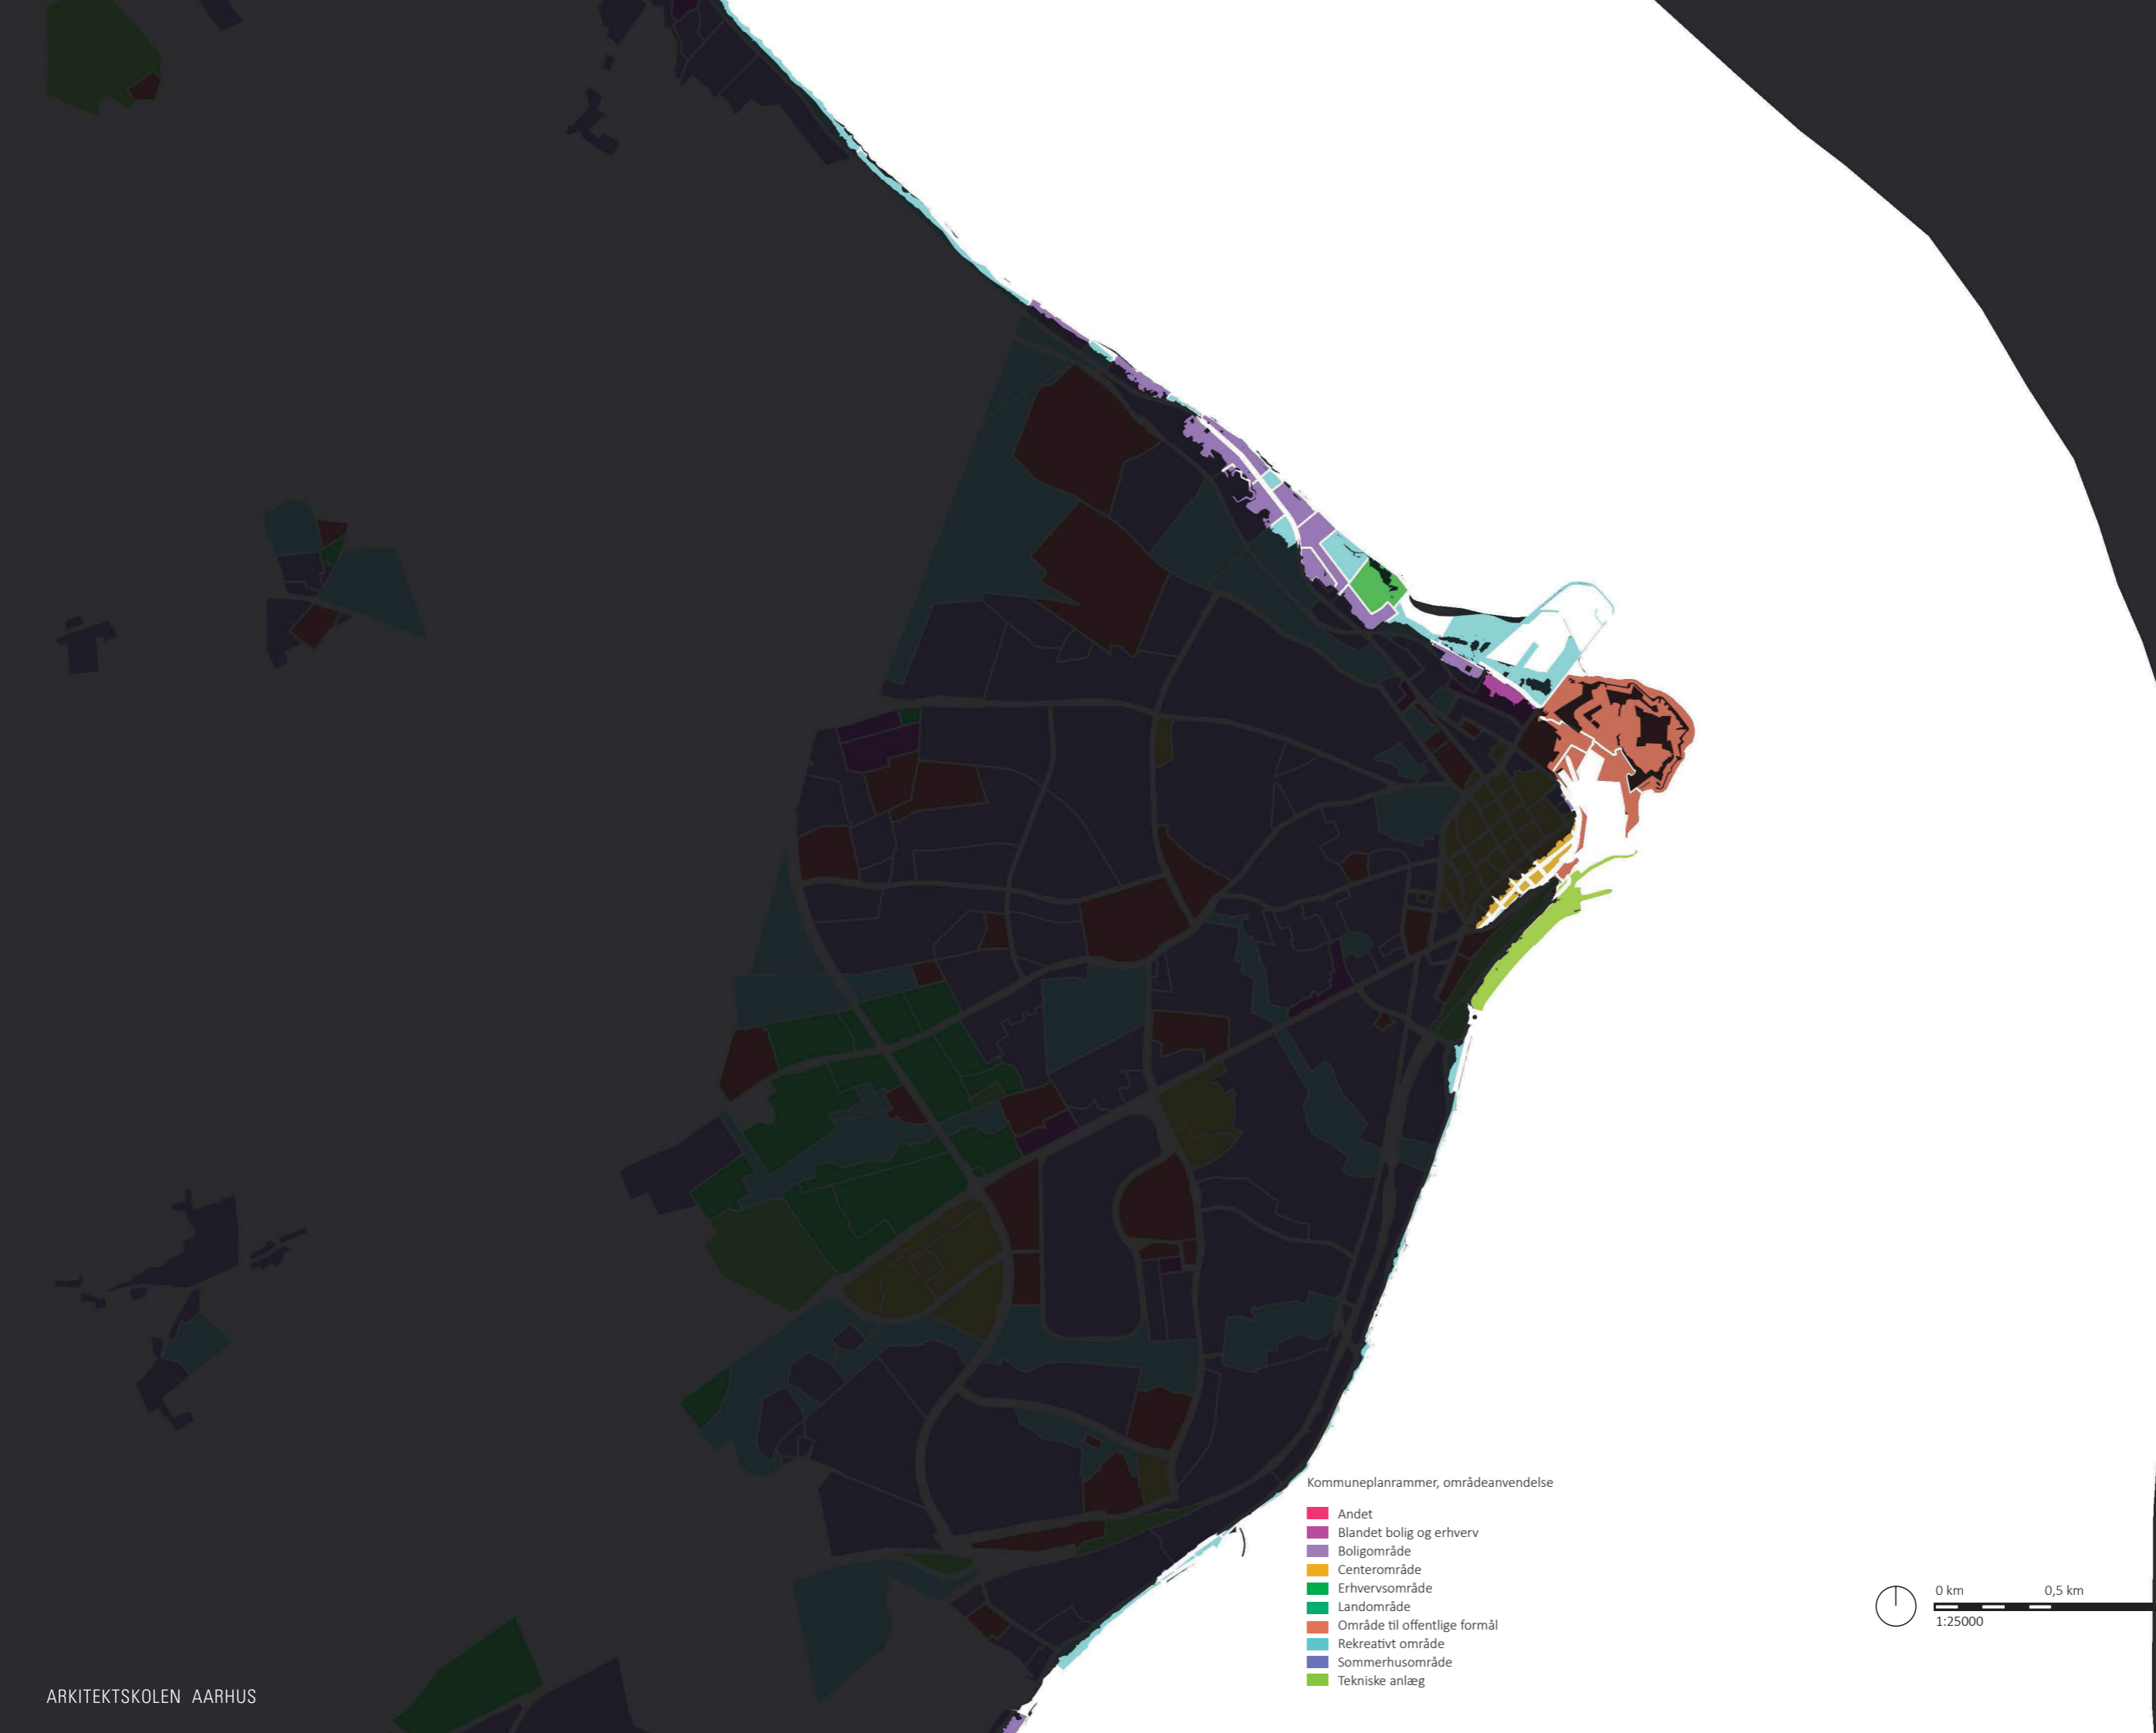 Kommuneplanrammer, områdeanvendelse
Andet
Blandet bolig og erhverv
Boligområde
Centerområde
Erhvervsområde
Landområde
Område til offentlige formål
Rekreativt område
Sommerhusområde
Tekniske anlæg
0 km 0,5 km
1:25000
ARKITEKTSKOLEN AARHUS